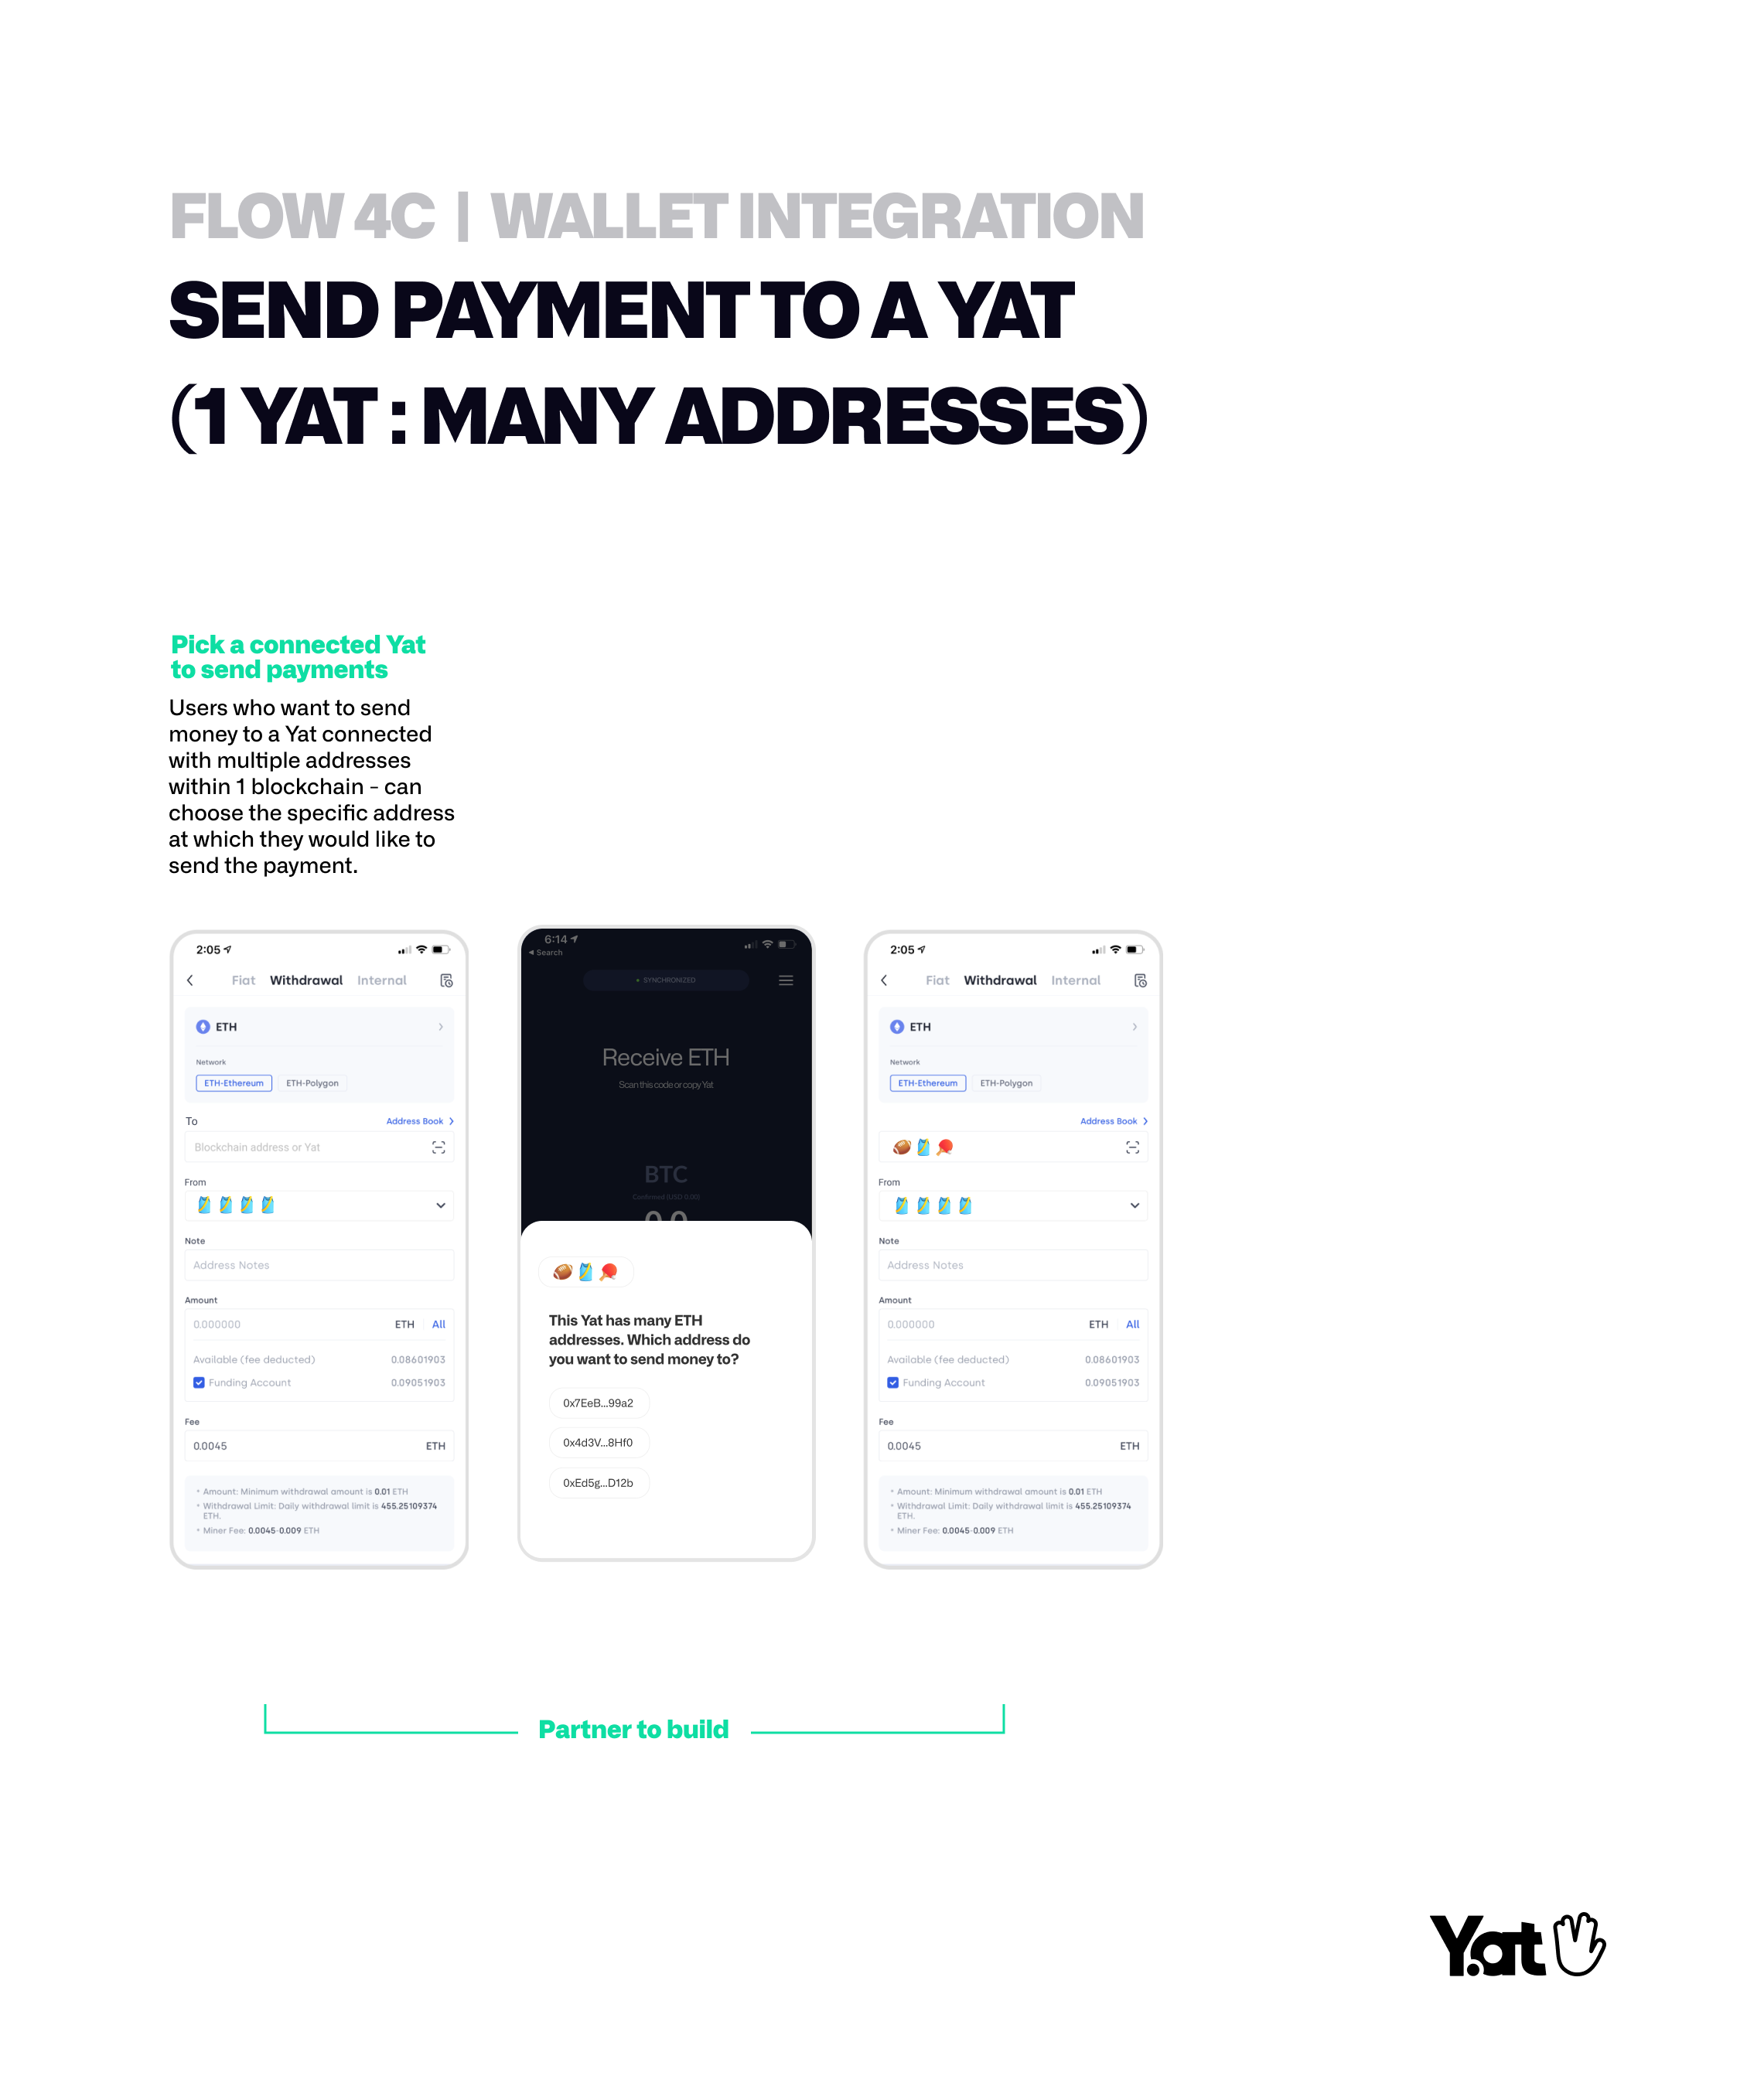 FLOW 4C | WALLET INTEGRATION
SEND PAYMENT TO A YAT
(1 YAT : MANY ADDRESSES)
Pick a connected Yat
to send payments
Users who want to send
money to a Yat connected
with multiple addresses
within 1 blockchain - can
choose the specific address
at which they would like to
send the payment.
2:05
Fiat Withdrawal Internal
ETH
Network
ETH-Ethereum ETH-Polygon
To Address Book
Blockchain address or Yat
From
Note
Address Notes
Amount
0.000000 ETH All
Available (fee deducted) 0.08601903
Funding Account 0.09051903
Fee
0.0045 ETH
• Amount: Minimum withdrawal amount is 0.01 ETH
• Withdrawal Limit: Daily withdrawal limit is 455.25109374
ETH.
• Miner Fee: 0.0045-0.009 ETH
6:14
Search
SYNCHRONIZED
Receive ETH
Scan this code or copy Yat
BTC
Confirmed (USD 0.00)
0.0
This Yat has many ETH
addresses. Which address do
you want to send money to?
0x7EeB...99a2
0x4d3V...8Hf0
0xEd5g...D12b
2:05
Fiat Withdrawal Internal
ETH
Network
ETH-Ethereum ETH-Polygon
Address Book
From
Note
Address Notes
Amount
0.000000 ETH All
Available (fee deducted) 0.08601903
Funding Account 0.09051903
Fee
0.0045 ETH
• Amount: Minimum withdrawal amount is 0.01 ETH
• Withdrawal Limit: Daily withdrawal limit is 455.25109374
ETH.
• Miner Fee: 0.0045-0.009 ETH
Partner to build
Y.at